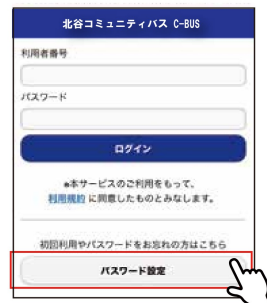 北谷コミュニティバス C-BUS
利用者番号
パスワード
ログイン
●本サービスのご利用をもって、
利用規約 に同意したものとみなします。
初回利用やパスワードをお忘れの方はこちら
パスワード設定